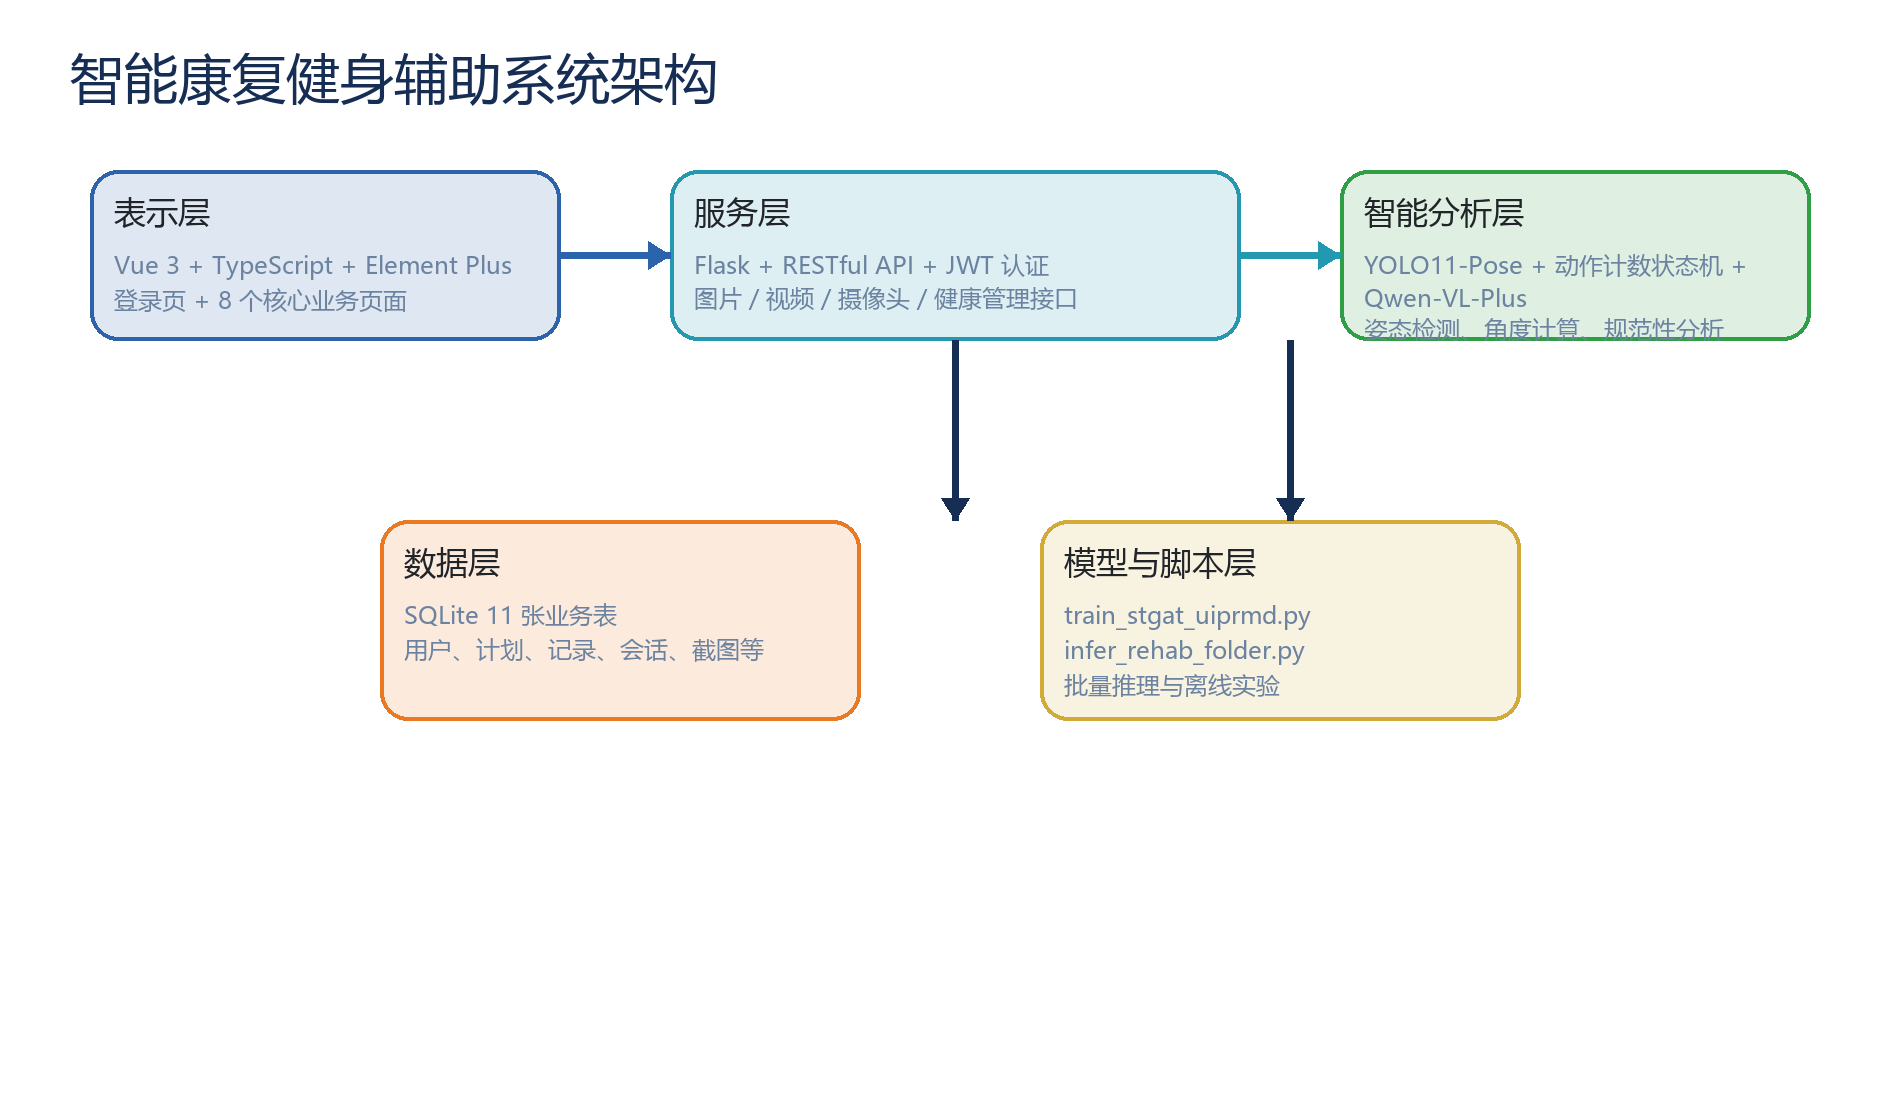 智能康复健身辅助系统架构
表示层
Vue 3 + TypeScript + Element Plus
登录页 + 8 个核心业务页面
服务层
Flask + RESTful API + JWT 认证
图片 / 视频 / 摄像头 / 健康管理接口
智能分析层
YOLO11-Pose + 动作计数状态机 +
Qwen-VL-Plus
姿态检测、角度计算、规范性分析
数据层
SQLite 11 张业务表
用户、计划、记录、会话、截图等
模型与脚本层
train_stgat_uiprmd.py
infer_rehab_folder.py
批量推理与离线实验